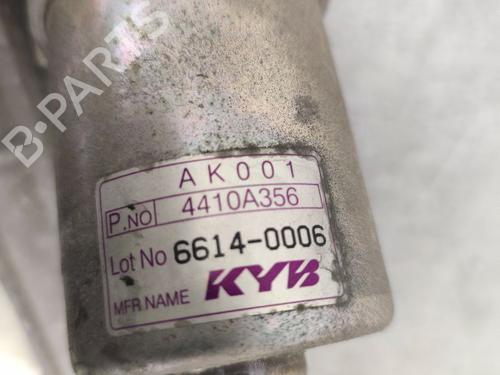 B-PARTS
AK001
P.NO 4410A356
Lot No 6614-0006
MFR NAME KYB